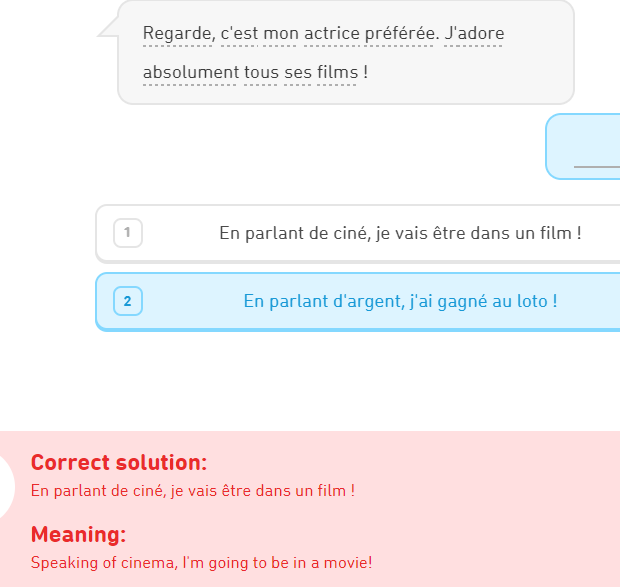 Regarde, c'est mon actrice préférée. J'adore
absolument tous ses films !
1
En parlant de ciné, je vais être dans un film !
2
En parlant d'argent, j'ai gagné au loto !
Correct solution:
En parlant de ciné, je vais être dans un film !
Meaning:
Speaking of cinema, I'm going to be in a movie!